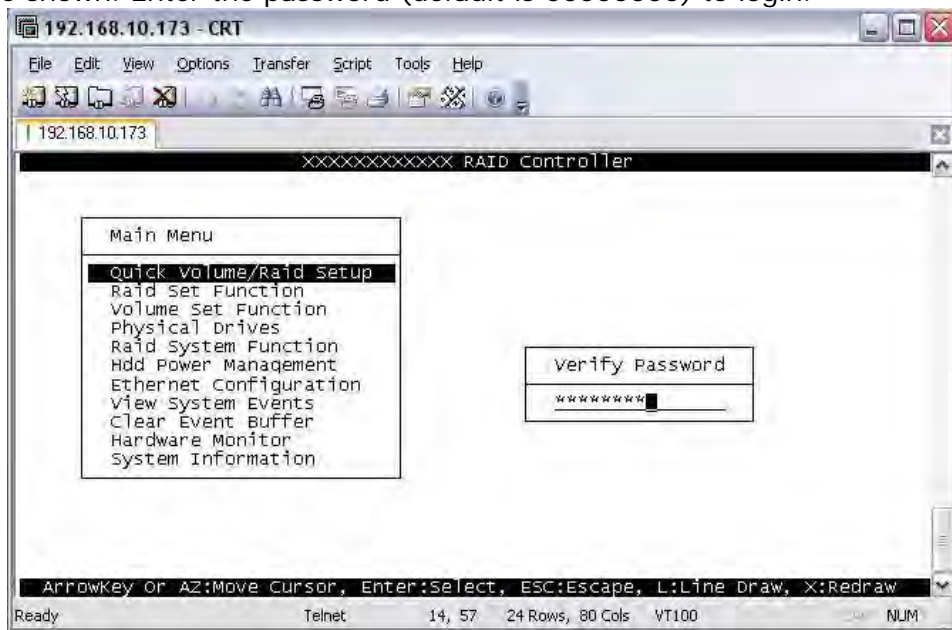 192.168.10.173 - CRT
File Edit View Options Transfer Script Tools Help
192.168.10.173
XXXXXXXXXXXX RAID Controller
Main Menu
Quick Volume/Raid Setup
Raid Set Function
Volume Set Function
Physical Drives
Raid System Function
Hdd Power Management
Ethernet Configuration
View System Events
Clear Event Buffer
Hardware Monitor
System Information
Verify Password
********
ArrowKey Or AZ:Move Cursor, Enter:Select, ESC:Escape, L:Line Draw, X:Redraw
Ready Telnet 14, 57 24 Rows, 80 Cols VT100 NUM